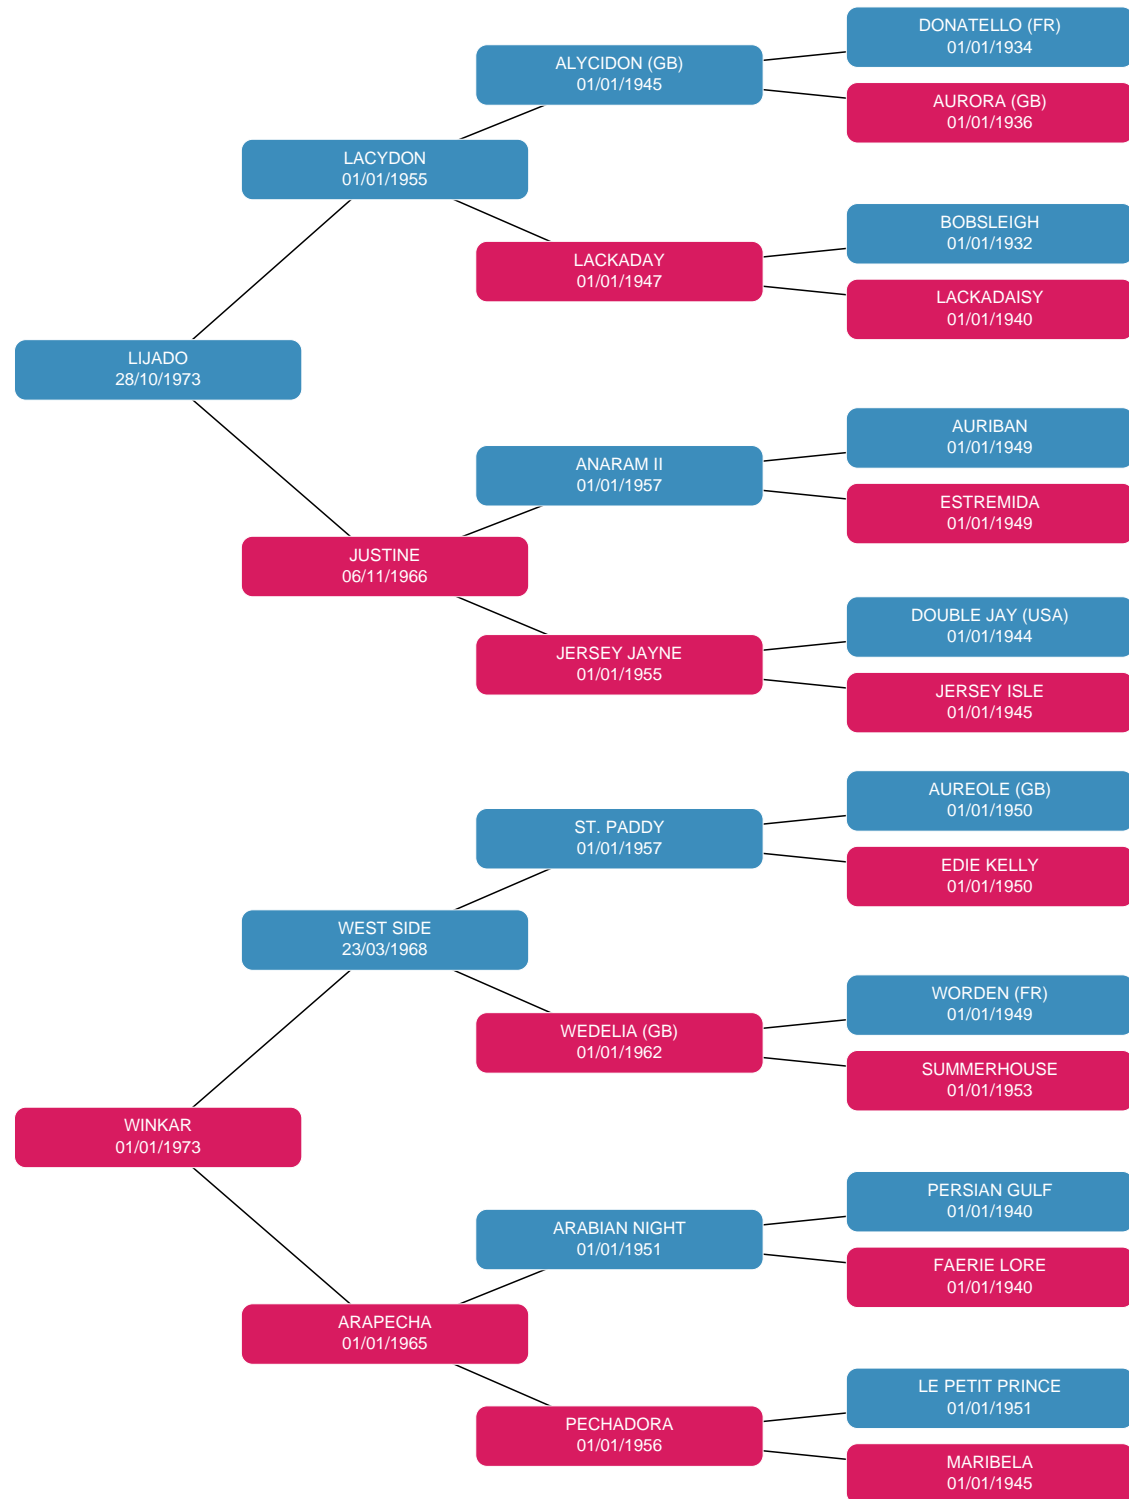 DONATELLO (FR)
01/01/1934
ALYCIDON (GB)
01/01/1945
AURORA (GB)
01/01/1936
LACYDON
01/01/1955
BOBSLEIGH
01/01/1932
LACKADAY
01/01/1947
LACKADAISY
01/01/1940
LIJADO
28/10/1973
AURIBAN
01/01/1949
ANARAM II
01/01/1957
ESTREMIDA
01/01/1949
JUSTINE
06/11/1966
DOUBLE JAY (USA)
01/01/1944
JERSEY JAYNE
01/01/1955
JERSEY ISLE
01/01/1945
AUREOLE (GB)
01/01/1950
ST. PADDY
01/01/1957
EDIE KELLY
01/01/1950
WEST SIDE
23/03/1968
WORDEN (FR)
01/01/1949
WEDELIA (GB)
01/01/1962
SUMMERHOUSE
01/01/1953
WINKAR
01/01/1973
PERSIAN GULF
01/01/1940
ARABIAN NIGHT
01/01/1951
FAERIE LORE
01/01/1940
ARAPECHA
01/01/1965
LE PETIT PRINCE
01/01/1951
PECHADORA
01/01/1956
MARIBELA
01/01/1945